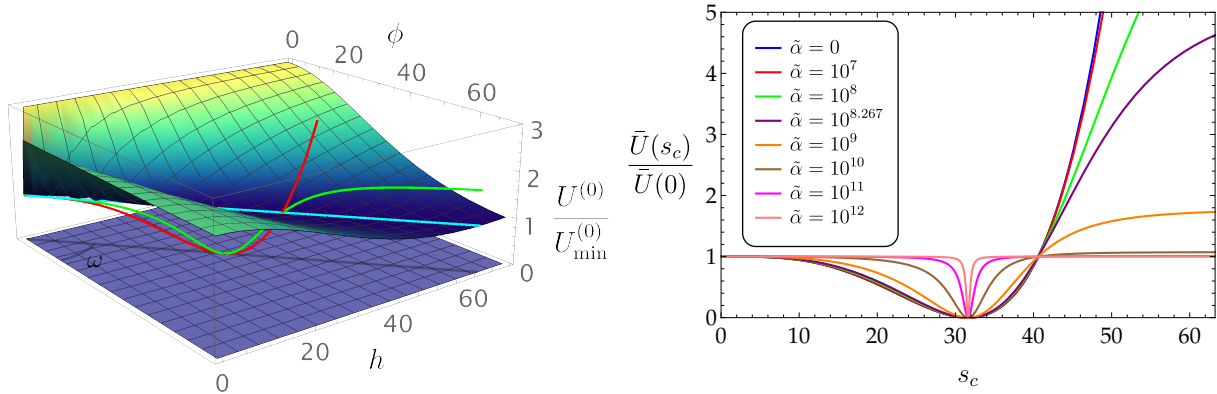 0
20
40
60
ϕ
3
2
1
0
U^(0)
U_min^(0)
ω
0
20
40
60
h
5
4
3
2
1
0
Ū(s_c)
Ū(0)
α̃ = 0
α̃ = 10^7
α̃ = 10^8
α̃ = 10^8.267
α̃ = 10^9
α̃ = 10^10
α̃ = 10^11
α̃ = 10^12
0 10 20 30 40 50 60
s_c